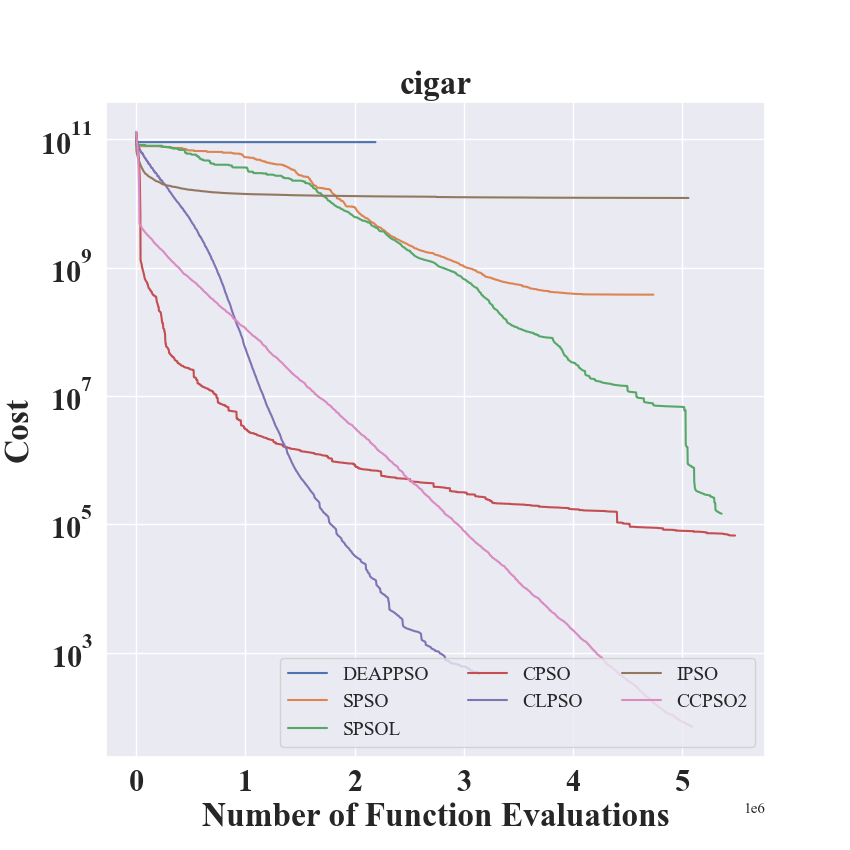 cigar
10^11
10^9
10^7
10^5
10^3
Cost
DEAPPSO CPSO IPSO
SPSO CLPSO CCPSO2
SPSOL
0 1 2 3 4 5
Number of Function Evaluations 1e6